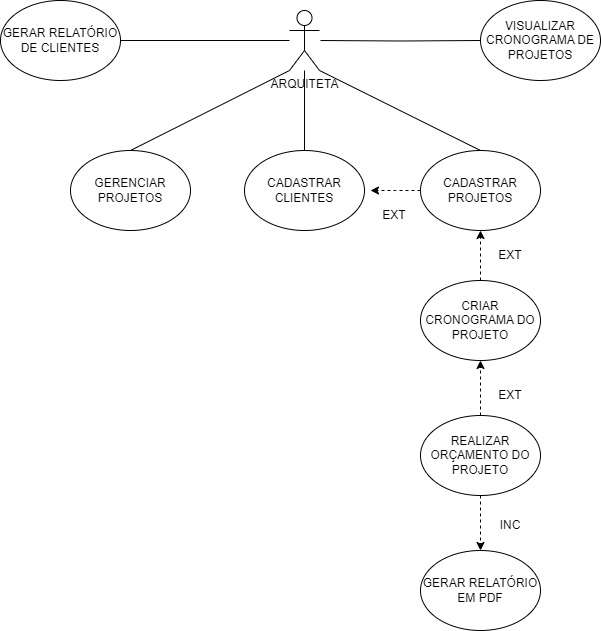 GERAR RELATÓRIO
DE CLIENTES
VISUALIZAR
CRONOGRAMA DE
PROJETOS
ARQUITETA
GERENCIAR
PROJETOS
CADASTRAR
CLIENTES
EXT
CADASTRAR
PROJETOS
EXT
CRIAR
CRONOGRAMA DO
PROJETO
EXT
REALIZAR
ORÇAMENTO DO
PROJETO
INC
GERAR RELATÓRIO
EM PDF